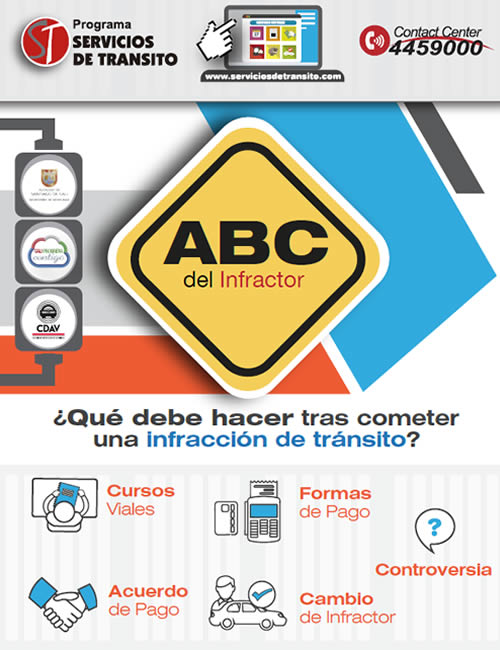 ST
Programa
SERVICIOS
DE TRANSITO
www.serviciosdetransito.com
Contact Center
4459000
contigo
CDAV
ABC
del Infractor
¿Qué debe hacer tras cometer
una infracción de tránsito?
Cursos
Viales
Formas
de Pago
Controversia
Acuerdo
de Pago
Cambio
de Infractor